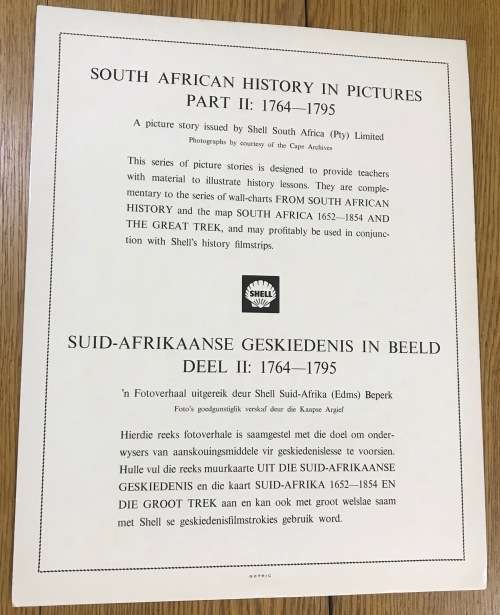 SOUTH AFRICAN HISTORY IN PICTURES
PART II: 1764—1795
A picture story issued by Shell South Africa (Pty) Limited
Photographs by courtesy of the Cape Archives
This series of picture stories is designed to provide teachers
with material to illustrate history lessons. They are comple-
mentary to the series of wall-charts FROM SOUTH AFRICAN
HISTORY and the map SOUTH AFRICA 1652—1854 AND
THE GREAT TREK, and may profitably be used in conjunc-
tion with Shell's history filmstrips.
SHELL
SUID-AFRIKAANSE GESKIEDENIS IN BEELD
DEEL II: 1764—1795
'n Fotoverhaal uitgereik deur Shell Suid-Afrika (Edms) Beperk
Foto's goedgunstiglik verskaf deur die Kaapse Argief
Hierdie reeks fotoverhale is saamgestel met die doel om onder-
wysers van aanskouingsmiddele vir geskiedenislesse te voorsien.
Hulle vul die reeks muurkaarte UIT DIE SUID-AFRIKAANSE
GESKIEDENIS en die kaart SUID-AFRIKA 1652—1854 EN
DIE GROOT TREK aan en kan ook met groot welslae saam
met Shell se geskiedenisfilmstrokies gebruik word.